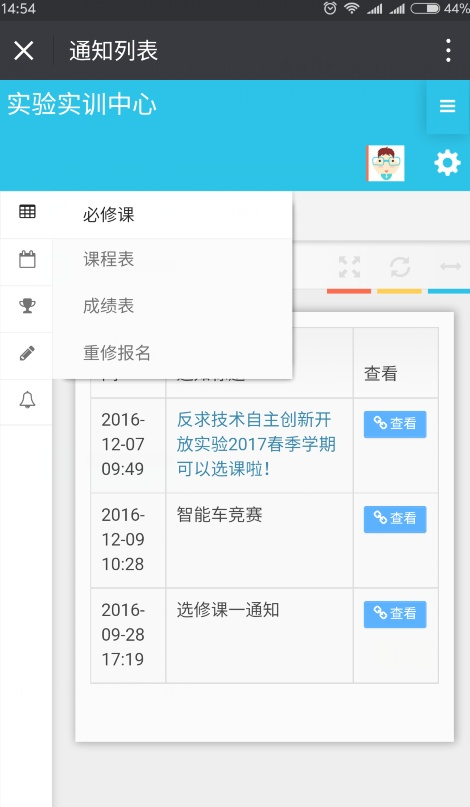 14:54
44%
通知列表
实验实训中心
必修课
课程表
成绩表
重修报名
查看
2016-
12-07
09:49
反求技术自主创新开
放实验2017春季学期
可以选课啦！
查看
2016-
12-09
10:28
智能车竞赛
查看
2016-
09-28
17:19
选修课一通知
查看